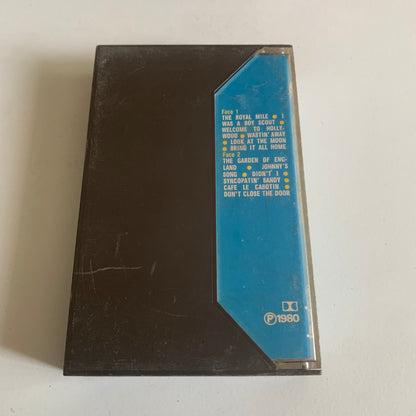 Face 1
THE ROYAL MILE • I
WAS A BOY SCOUT •
WELCOME TO HOLLY-
WOOD • WASTIN' AWAY
• LOOK AT THE MOON
• BRING IT ALL HOME
Face 2
THE GARDEN OF ENG-
LAND • JOHNNY'S
SONG • DIDN'T I •
SYNCOPATIN' SANDY •
CAFE LE CABOTIN •
DON'T CLOSE THE DOOR
℗1980